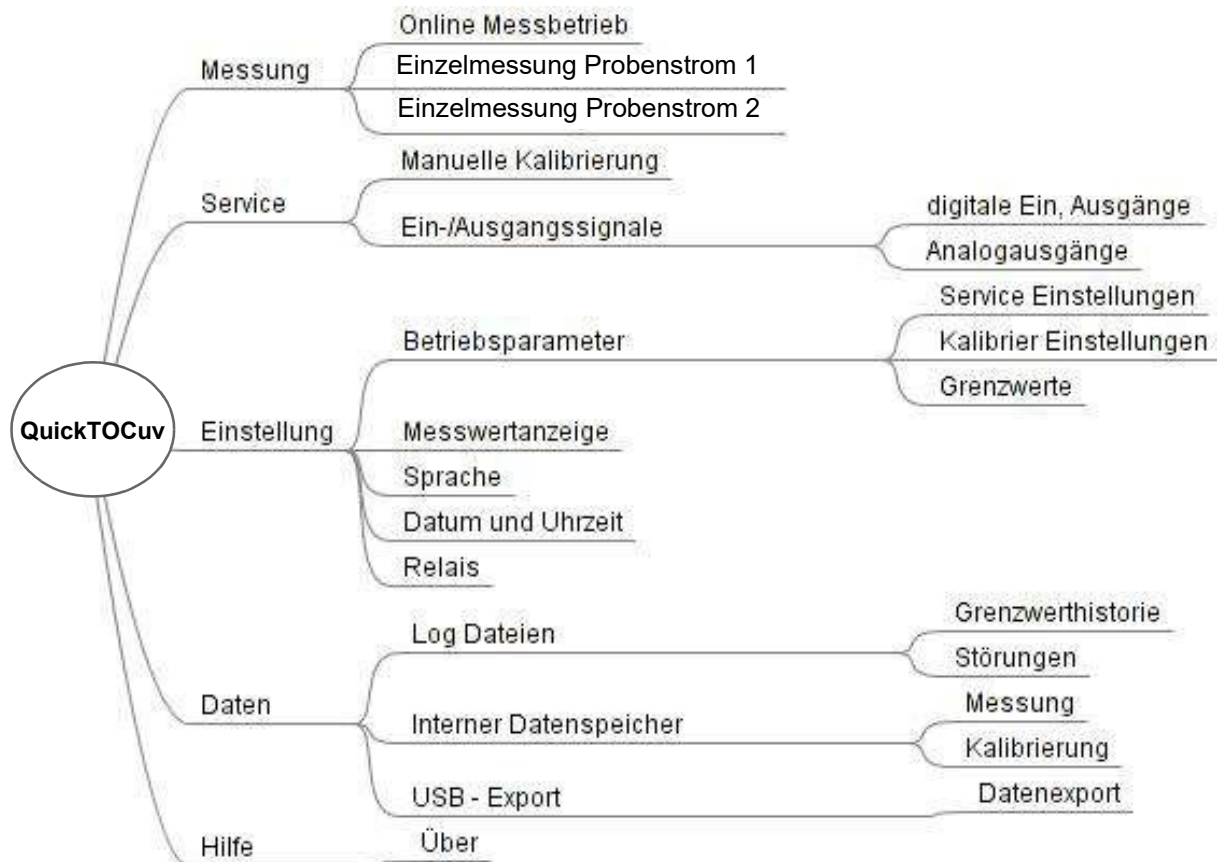 QuickTOCuv
Messung
Online Messbetrieb
Einzelmessung Probenstrom 1
Einzelmessung Probenstrom 2
Service
Manuelle Kalibrierung
Ein-/Ausgangssignale
digitale Ein, Ausgänge
Analogausgänge
Einstellung
Betriebsparameter
Service Einstellungen
Kalibrier Einstellungen
Grenzwerte
Messwertanzeige
Sprache
Datum und Uhrzeit
Relais
Daten
Log Dateien
Grenzwerthistorie
Störungen
Interner Datenspeicher
Messung
Kalibrierung
USB - Export
Datenexport
Hilfe
Über